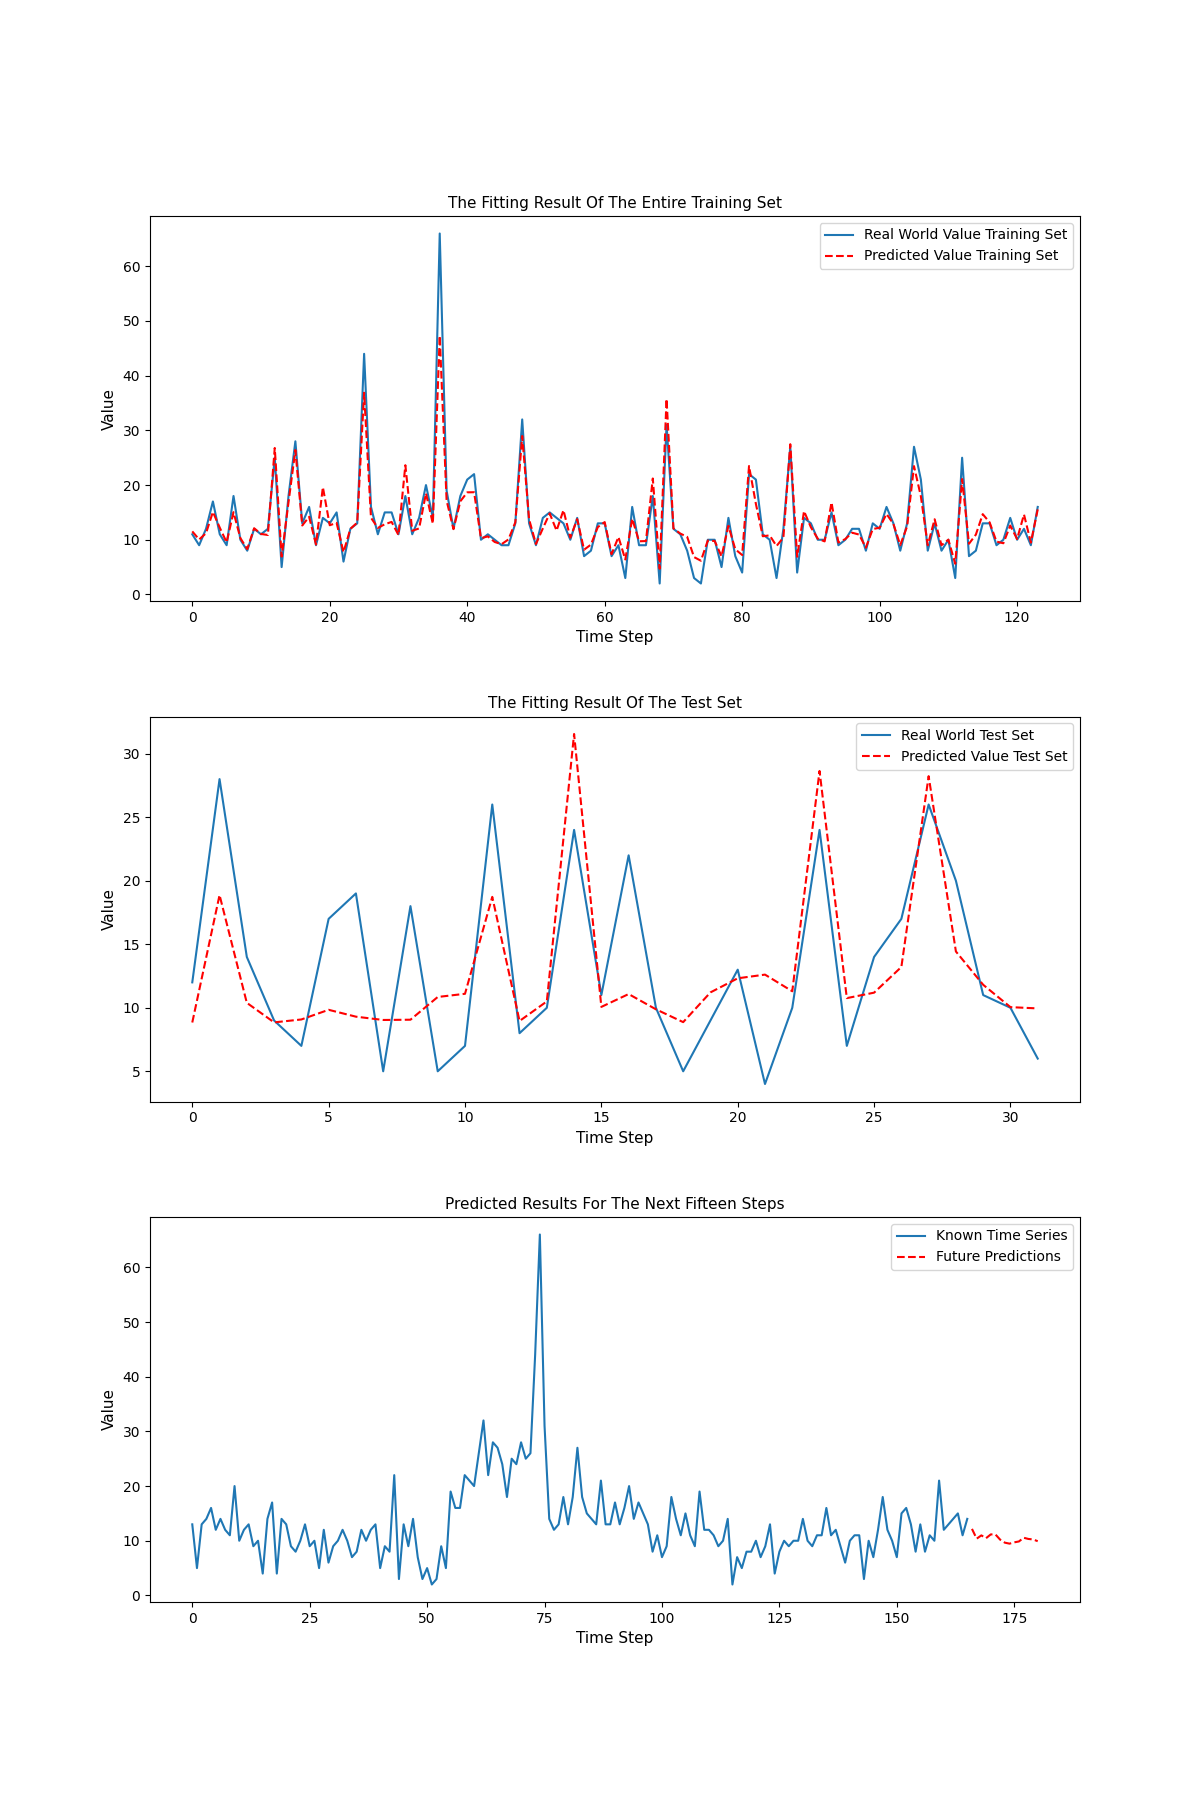 The Fitting Result Of The Entire Training Set
Real World Value Training Set
Predicted Value Training Set
Value
60
50
40
30
20
10
0
0 20 40 60 80 100 120
Time Step
The Fitting Result Of The Test Set
Real World Test Set
Predicted Value Test Set
Value
30
25
20
15
10
5
0 5 10 15 20 25 30
Time Step
Predicted Results For The Next Fifteen Steps
Known Time Series
Future Predictions
Value
60
50
40
30
20
10
0
0 25 50 75 100 125 150 175
Time Step